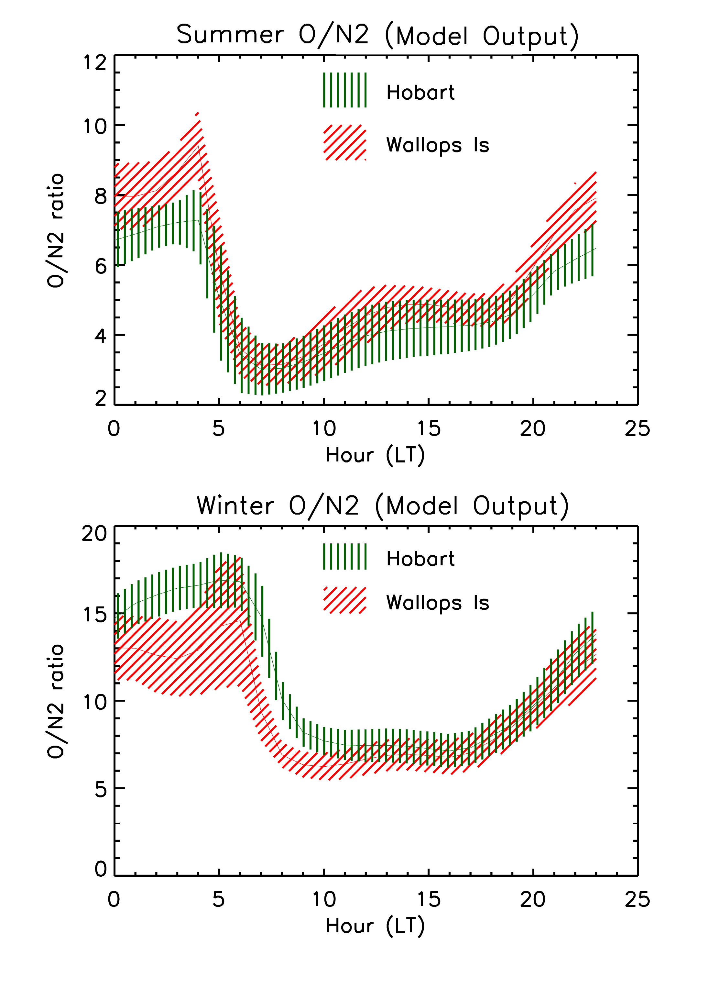 Summer O/N2 (Model Output)
12
10
8
6
4
2
O/N2 ratio
Hobart
Wallops Is
0 5 10 15 20 25
Hour (LT)
Winter O/N2 (Model Output)
20
15
10
5
0
O/N2 ratio
Hobart
Wallops Is
0 5 10 15 20 25
Hour (LT)